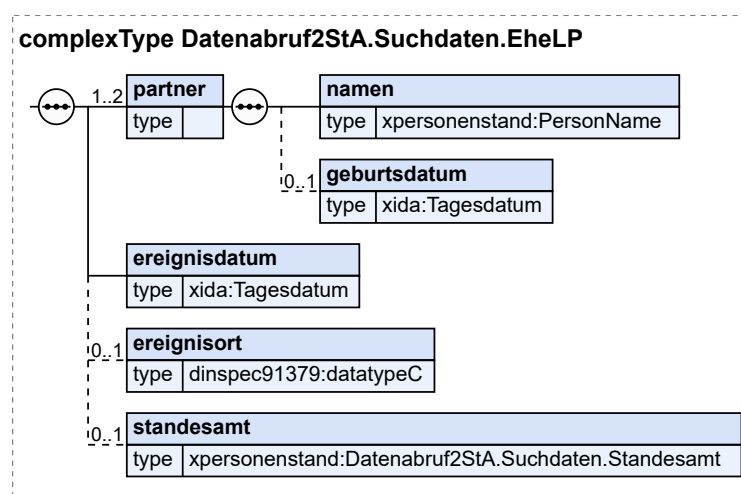 complexType Datenabruf2StA.Suchdaten.EheLP
1..2
partner
type
namen
type xpersonenstand:PersonName
0..1
geburtsdatum
type xida:Tagesdatum
ereignisdatum
type xida:Tagesdatum
0..1
ereignisort
type dinspec91379:datatypeC
0..1
standesamt
type xpersonenstand:Datenabruf2StA.Suchdaten.Standesamt